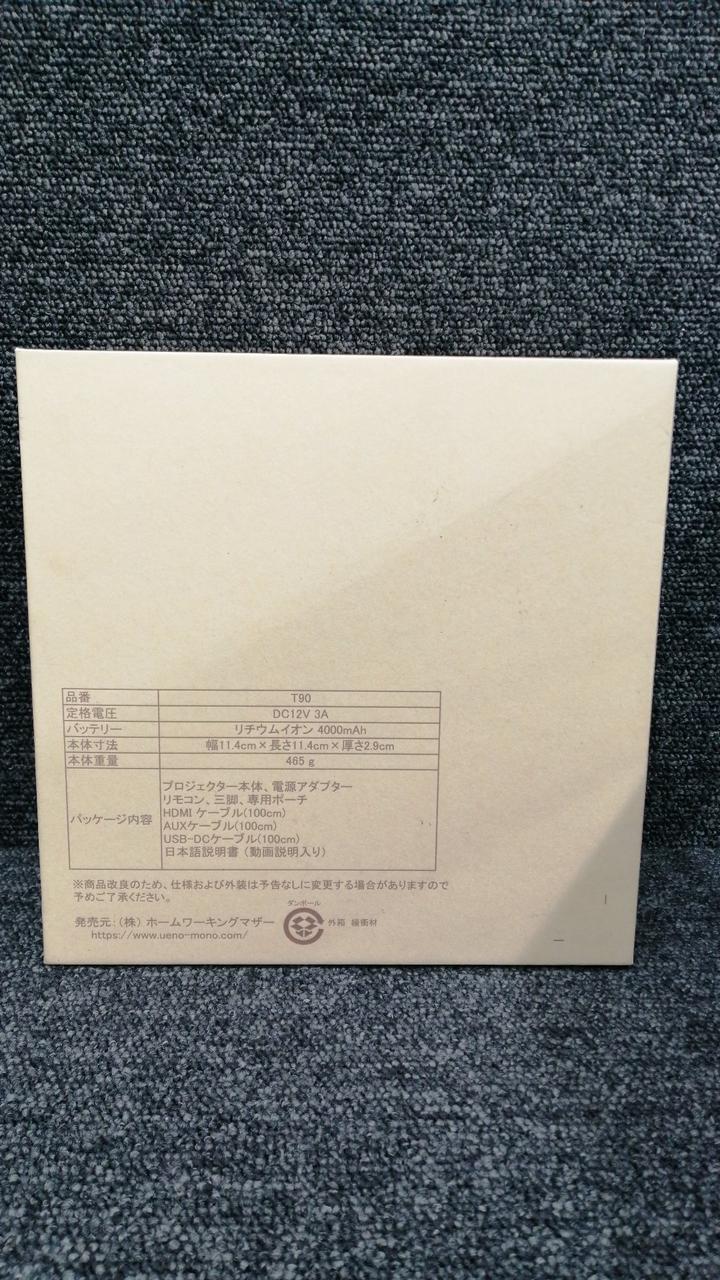 品番 T90
定格電圧 DC12V 3A
バッテリー リチウムイオン 4000mAh
本体寸法 幅11.4cm×長さ11.4cm×厚さ2.9cm
本体重量 465 g
パッケージ内容
プロジェクター本体、電源アダプター
リモコン、三脚、専用ポーチ
HDMI ケーブル(100cm)
AUXケーブル(100cm)
USB-DCケーブル(100cm)
日本語説明書 (動画説明入り)
※商品改良のため、仕様および外装は予告なしに変更する場合がありますので
予めご了承ください。
発売元:(株) ホームワーキングマザー
https://www.ueno-mono.com/
ダンボール
外箱 緩衝材